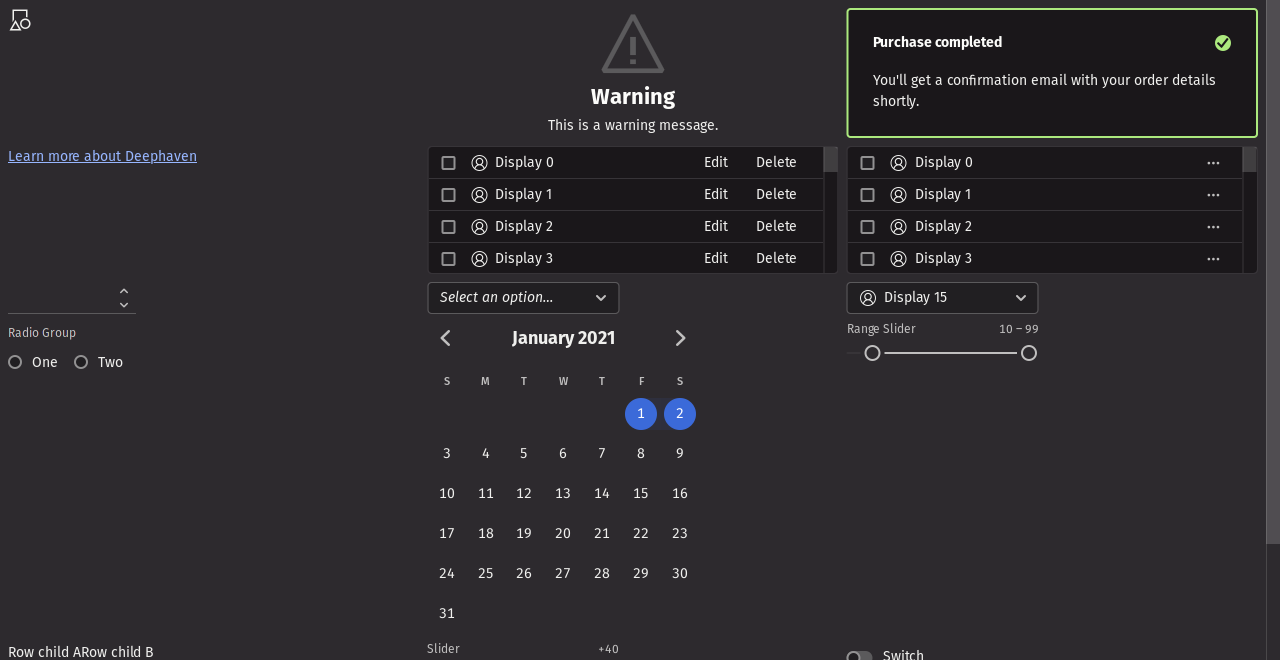 Warning
This is a warning message.
Purchase completed
You'll get a confirmation email with your order details
shortly.
Learn more about Deephaven
Display 0 Edit Delete
Display 1 Edit Delete
Display 2 Edit Delete
Display 3 Edit Delete
Display 0 ···
Display 1 ···
Display 2 ···
Display 3 ···
Radio Group
One Two
Select an option...
January 2021
S M T W T F S
1 2
3 4 5 6 7 8 9
10 11 12 13 14 15 16
17 18 19 20 21 22 23
24 25 26 27 28 29 30
31
Display 15
Range Slider 10 – 99
Row child ARow child B
Slider +40
Switch